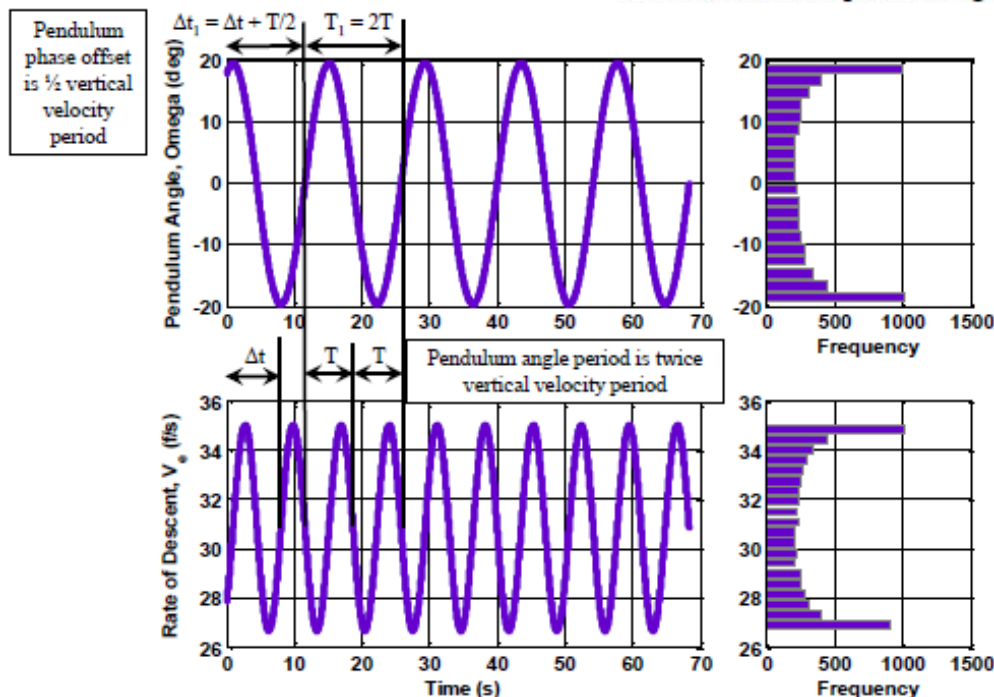 Δt₁ = Δt + T/2
T₁ = 2T
Pendulum
phase offset
is ½ vertical
velocity
period
Pendulum Angle, Omega (deg)
20
10
0
-10
-20
0
10
20
30
40
50
60
70
20
10
0
-10
-20
0
500
1000
1500
Frequency
Δt
T
T
Pendulum angle period is twice
vertical velocity period
Rate of Descent, Vₑ (f/s)
36
34
32
30
28
26
0
10
20
30
40
50
60
70
Time (s)
36
34
32
30
28
26
0
500
1000
1500
Frequency